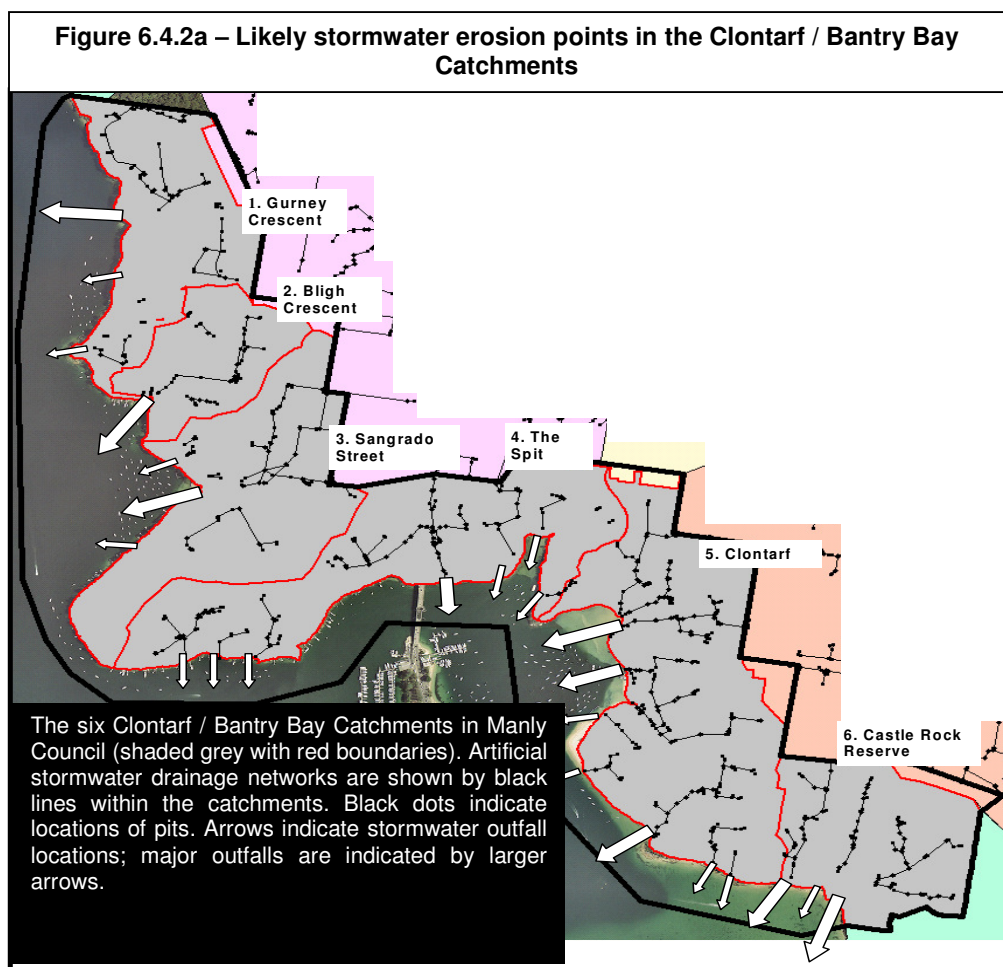 Figure 6.4.2a – Likely stormwater erosion points in the Clontarf / Bantry Bay
Catchments
1. Gurney
Crescent
2. Bligh
Crescent
3. Sangrado
Street
4. The
Spit
5. Clontarf
6. Castle Rock
Reserve
The six Clontarf / Bantry Bay Catchments in Manly
Council (shaded grey with red boundaries). Artificial
stormwater drainage networks are shown by black
lines within the catchments. Black dots indicate
locations of pits. Arrows indicate stormwater outfall
locations; major outfalls are indicated by larger
arrows.